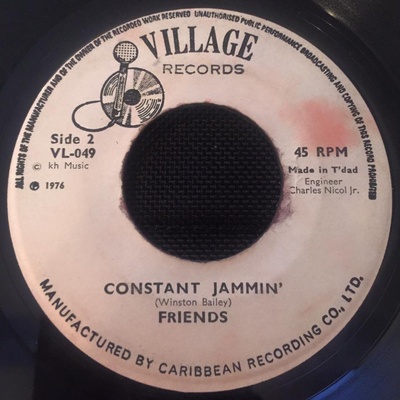 ALL RIGHTS OF THE MANUFACTURER AND OF THE OWNER OF THE RECORDED WORK RESERVED UNAUTHORISED PUBLIC PERFORMANCE BROADCASTING AND COPYING OF THIS RECORD PROHIBITED
VILLAGE
RECORDS
Side 2
VL-049
© kh Music
℗ 1976
45 RPM
Made in T'dad
Engineer
Charles Nicol Jr.
CONSTANT JAMMIN'
(Winston Bailey)
FRIENDS
MANUFACTURED BY CARIBBEAN RECORDING CO. LTD.